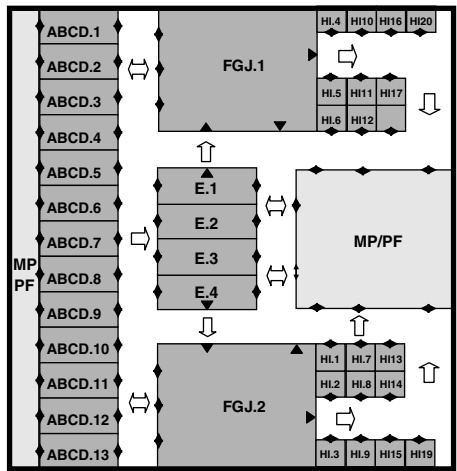 ABCD.1
ABCD.2
ABCD.3
ABCD.4
ABCD.5
ABCD.6
ABCD.7
ABCD.8
ABCD.9
ABCD.10
ABCD.11
ABCD.12
ABCD.13
MP
PF
FGJ.1
HI.4 HI10 HI16 HI20
HI.5 HI11 HI17
HI.6 HI12
E.1
E.2
E.3
E.4
MP/PF
FGJ.2
HI.1 HI.7 HI13
HI.2 HI.8 HI14
HI.3 HI.9 HI15 HI19